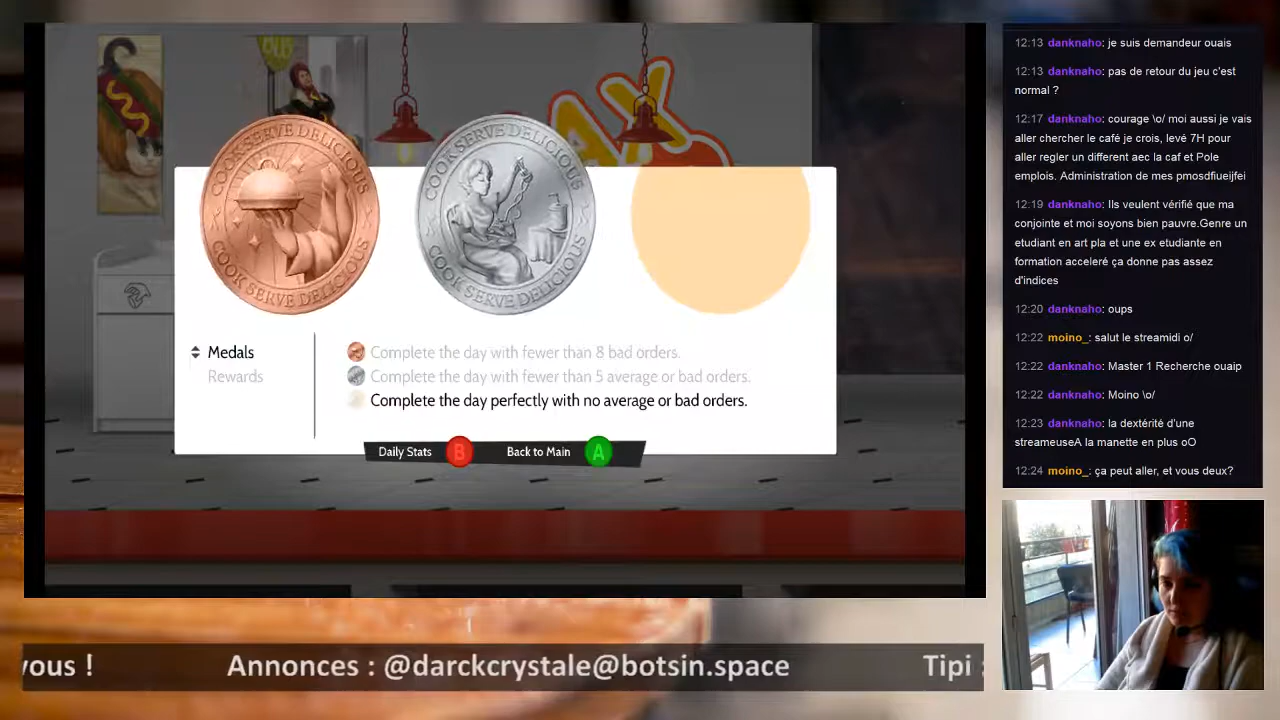 COOK SERVE DELICIOUS
COOK SERVE DELICIOUS
COOK SERVE DELICIOUS
COOK SERVE DELICIOUS
AX
Medals
Rewards
Complete the day with fewer than 8 bad orders.
Complete the day with fewer than 5 average or bad orders.
Complete the day perfectly with no average or bad orders.
Daily Stats B
Back to Main A
12:13 danknaho: je suis demandeur ouais
12:13 danknaho: pas de retour du jeu c'est
normal ?
12:17 danknaho: courage \o/ moi aussi je vais
aller chercher le café je crois, levé 7H pour
aller regler un different aec la caf et Pole
emplois. Administration de mes pmosdfiueijfei
12:19 danknaho: Ils veulent vérifié que ma
conjointe et moi soyons bien pauvre.Genre un
etudiant en art pla et une ex etudiante en
formation acceleré ça donne pas assez
d'indices
12:20 danknaho: oups
12:22 moino_: salut le streamidi o/
12:22 danknaho: Master 1 Recherche ouaip
12:22 danknaho: Moino \o/
12:23 danknaho: la dextérité d'une
streameuseA la manette en plus oO
12:24 moino_: ça peut aller, et vous deux?
vous ! Annonces : @darckcrystale@botsin.space Tipi :